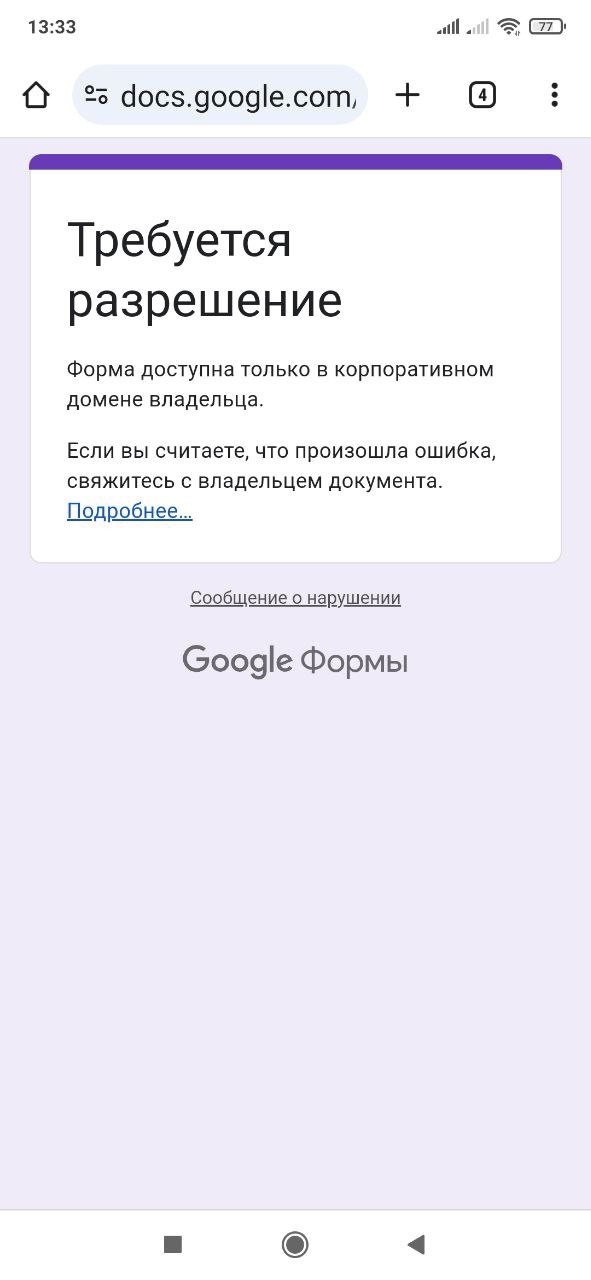 13:33
77
docs.google.com/
4
Требуется
разрешение
Форма доступна только в корпоративном
домене владельца.
Если вы считаете, что произошла ошибка,
свяжитесь с владельцем документа.
Подробнее…
Сообщение о нарушении
Google Формы